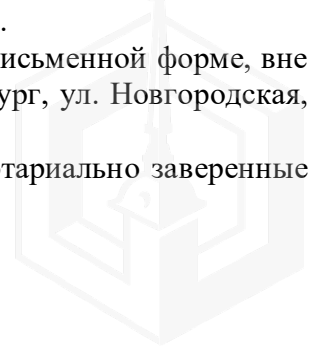 .
исьменной форме, вне
ург, ул. Новгородская,
тариально заверенные